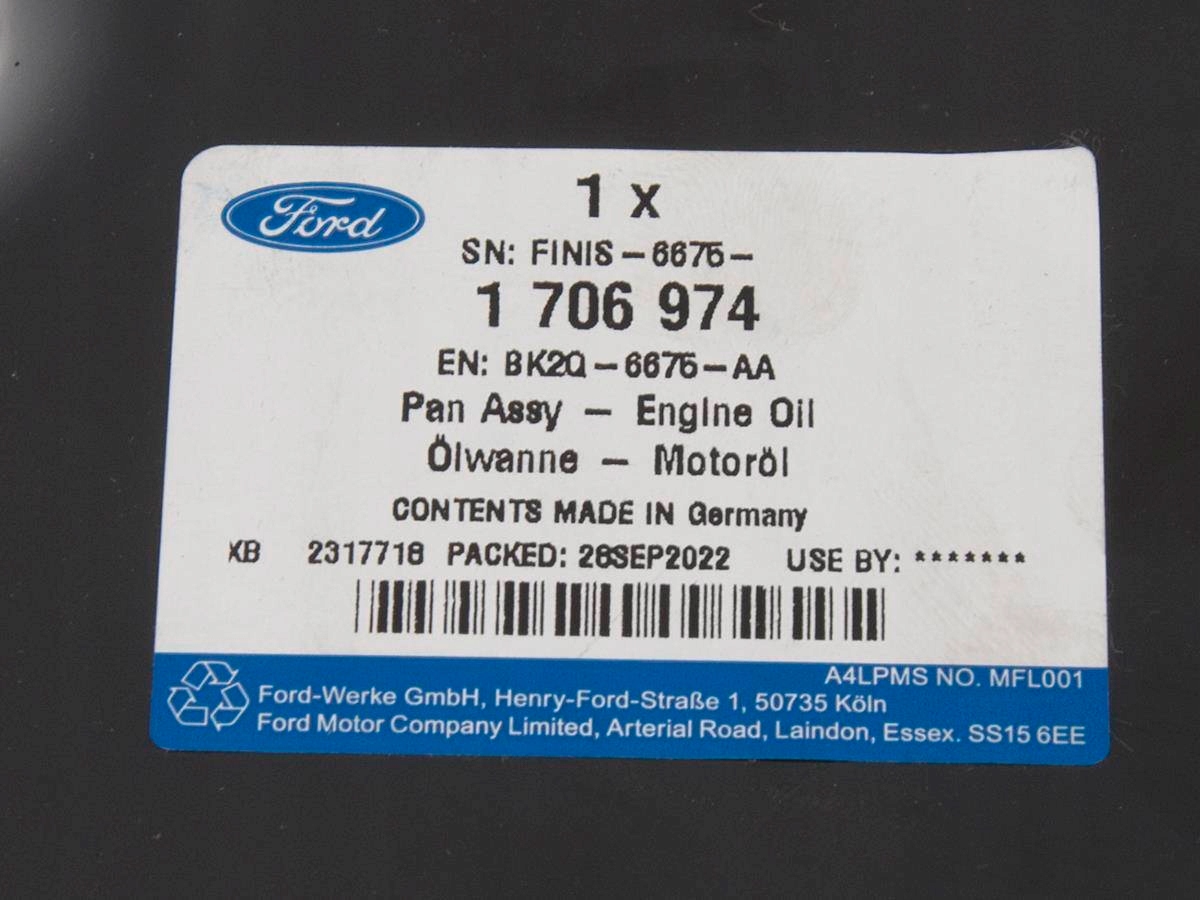 Ford
1 x
SN: FINIS-6675-
1 706 974
EN: BK2Q-6675-AA
Pan Assy - Engine Oil
Ölwanne - Motoröl
CONTENTS MADE IN Germany
XB 2317718 PACKED: 26SEP2022 USE BY: *******
A4LPMS NO. MFL001
Ford-Werke GmbH, Henry-Ford-Straße 1, 50735 Köln
Ford Motor Company Limited, Arterial Road, Laindon, Essex. SS15 6EE